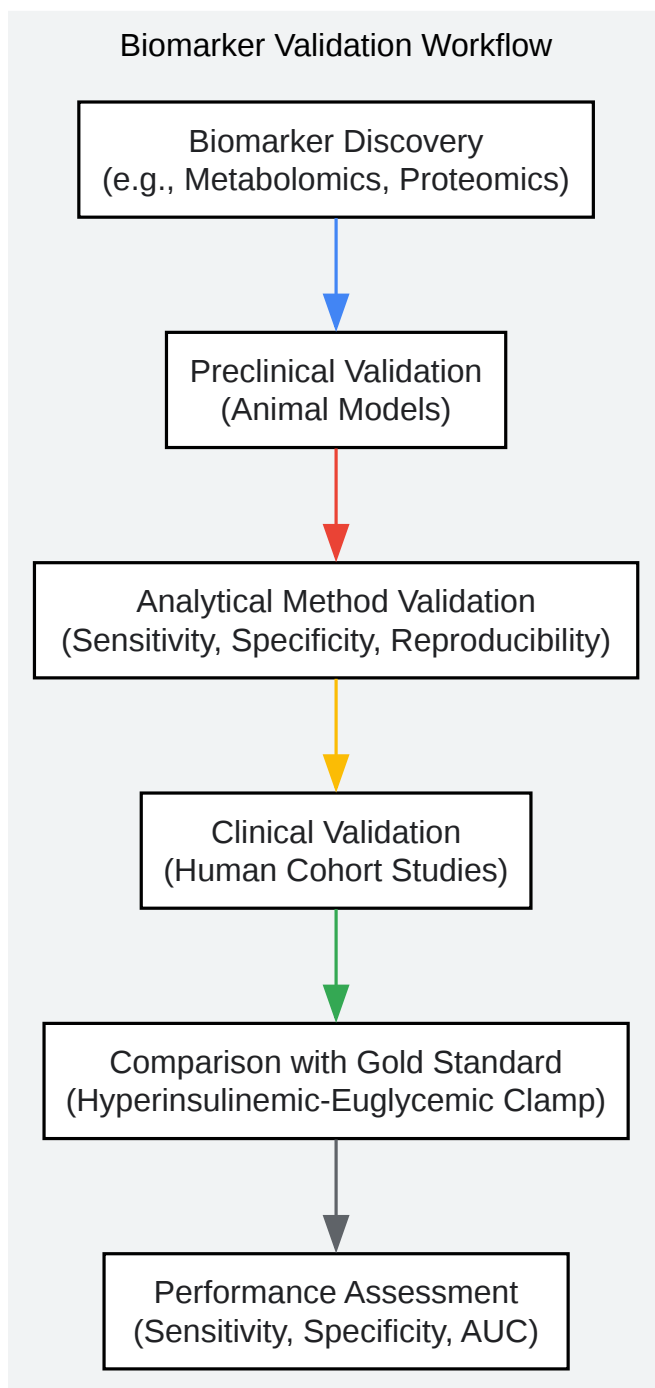 Biomarker Validation Workflow
Biomarker Discovery
(e.g., Metabolomics, Proteomics)
Preclinical Validation
(Animal Models)
Analytical Method Validation
(Sensitivity, Specificity, Reproducibility)
Clinical Validation
(Human Cohort Studies)
Comparison with Gold Standard
(Hyperinsulinemic-Euglycemic Clamp)
Performance Assessment
(Sensitivity, Specificity, AUC)